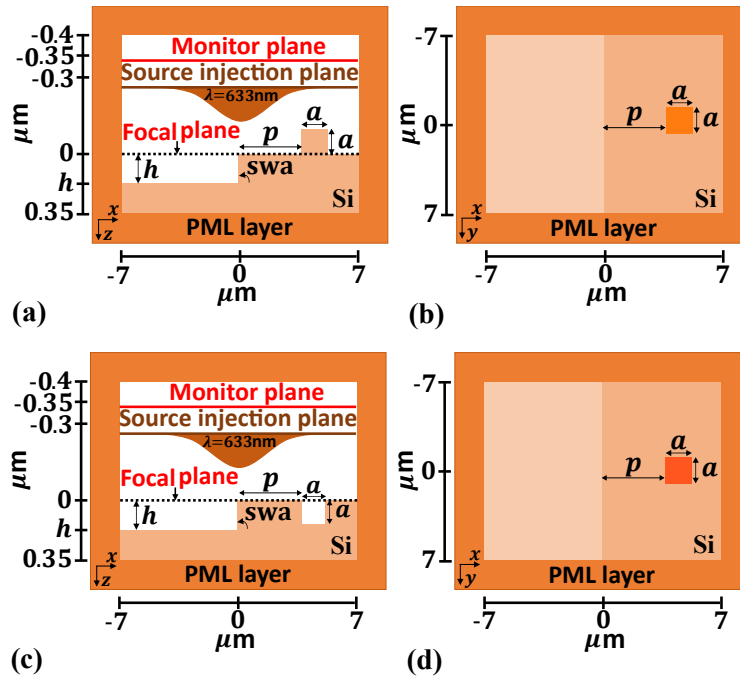 -0.4
-0.35
-0.3
μm
0
h
0.35
Monitor plane
Source injection plane
λ=633nm
Focal plane
p
a
a
h
swa
Si
x
z
PML layer
-7 0 7
μm
(a)
-7
μm
0
7
a
p
a
Si
x
y
PML layer
-7 0 7
μm
(b)
-0.4
-0.35
-0.3
μm
0
h
0.35
Monitor plane
Source injection plane
λ=633nm
Focal plane
p
a
a
h
swa
Si
x
z
PML layer
-7 0 7
μm
(c)
-7
μm
0
7
a
p
a
Si
x
y
PML layer
-7 0 7
μm
(d)